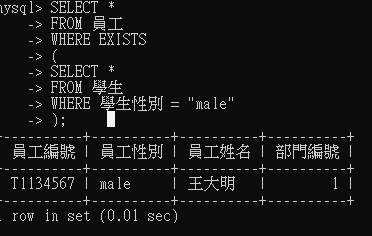 mysql> SELECT *
-> FROM 員工
-> WHERE EXISTS
-> (
-> SELECT *
-> FROM 學生
-> WHERE 學生性別 = "male"
-> );
| 員工編號 | 員工性別 | 員工姓名 | 部門編號 |
| T1134567 | male | 王大明 | 1 |
row in set (0.01 sec)